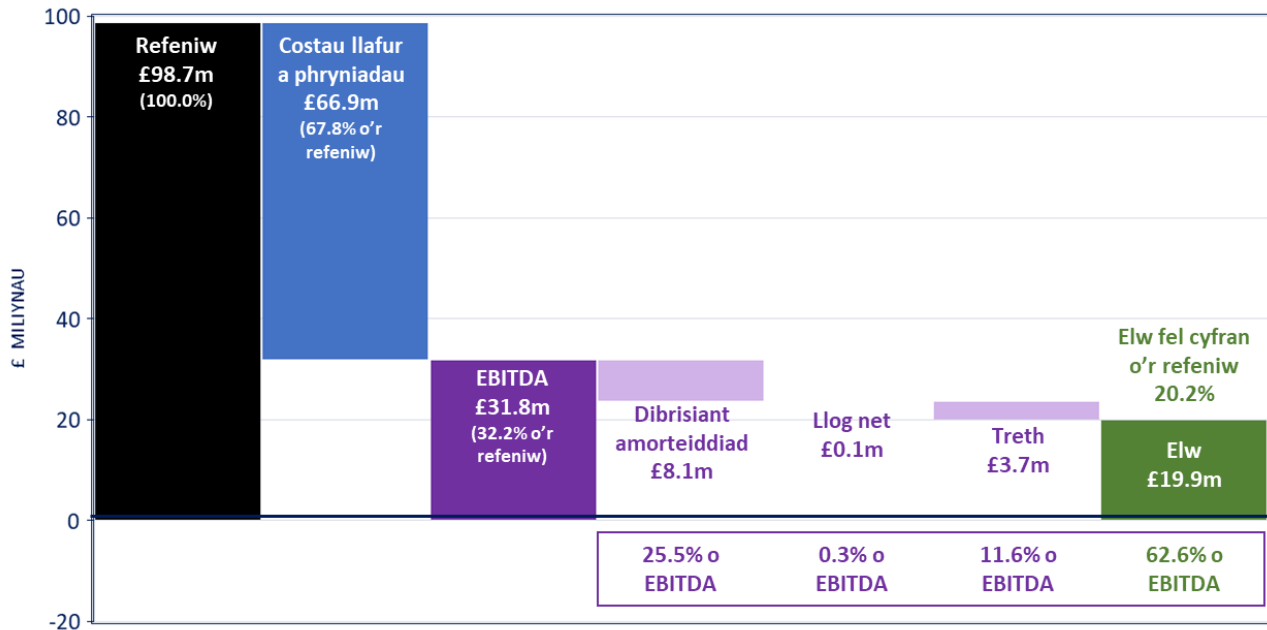 £ MILIYNAU
100
80
60
40
20
0
-20
Refeniw
£98.7m
(100.0%)
Costau llafur
a phryniadau
£66.9m
(67.8% o’r
refeniw)
EBITDA
£31.8m
(32.2% o’r
refeniw)
Dibrisiant
amorteiddiad
£8.1m
Llog net
£0.1m
Treth
£3.7m
Elw fel cyfran
o’r refeniw
20.2%
Elw
£19.9m
25.5% o
EBITDA
0.3% o
EBITDA
11.6% o
EBITDA
62.6% o
EBITDA